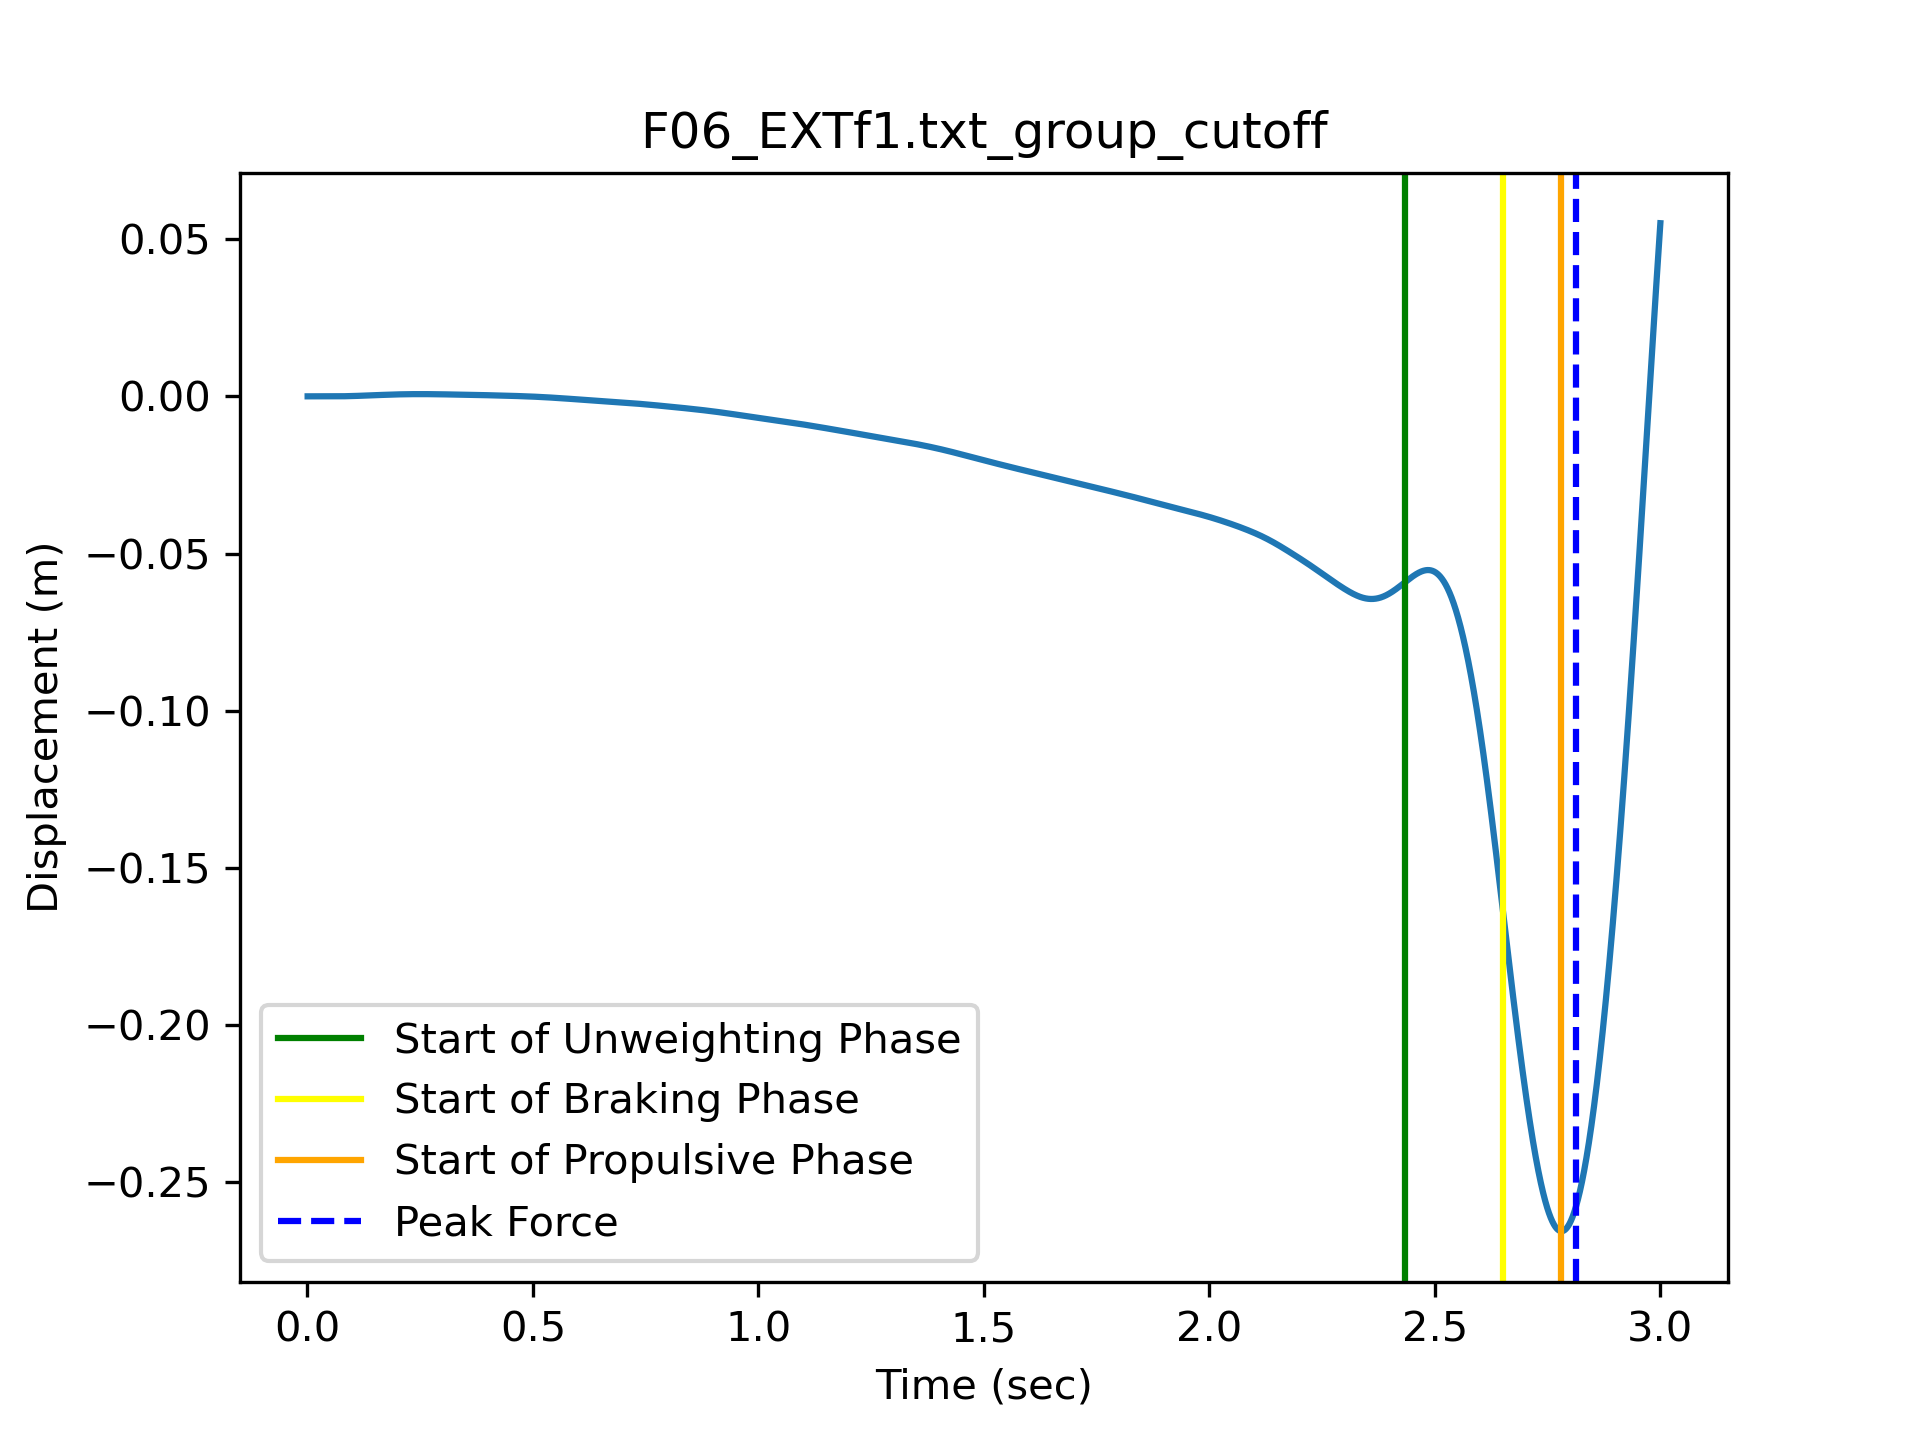 F06_EXTf1.txt_group_cutoff
Displacement (m)
0.05
0.00
−0.05
−0.10
−0.15
−0.20
−0.25
Start of Unweighting Phase
Start of Braking Phase
Start of Propulsive Phase
Peak Force
0.0 0.5 1.0 1.5 2.0 2.5 3.0
Time (sec)